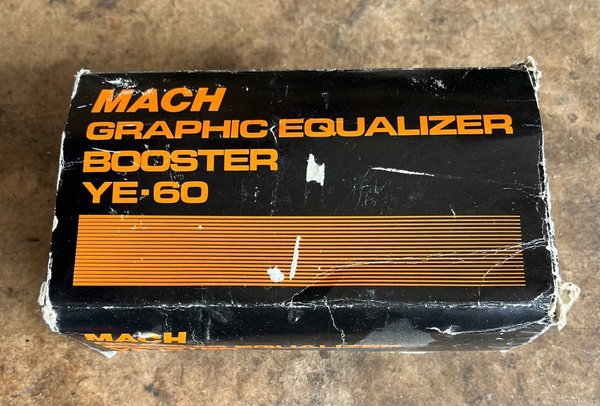 MACH
GRAPHIC EQUALIZER
BOOSTER
YE·60
MACH